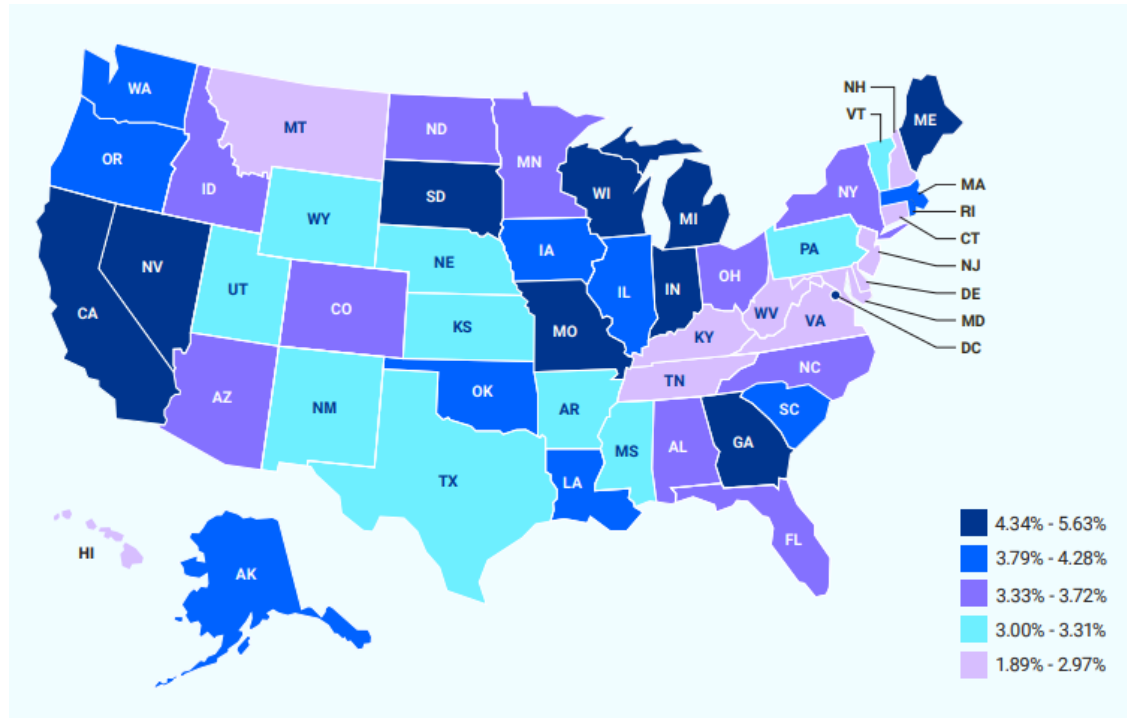 WA
OR
CA
NV
ID
MT
WY
UT
AZ
CO
NM
ND
SD
NE
KS
OK
TX
MN
IA
MO
AR
LA
WI
IL
MI
IN
OH
KY
TN
MS
AL
GA
FL
SC
NC
VA
WV
PA
NY
ME
NH
VT
MA
RI
CT
NJ
DE
MD
DC
HI
AK
4.34% - 5.63%
3.79% - 4.28%
3.33% - 3.72%
3.00% - 3.31%
1.89% - 2.97%